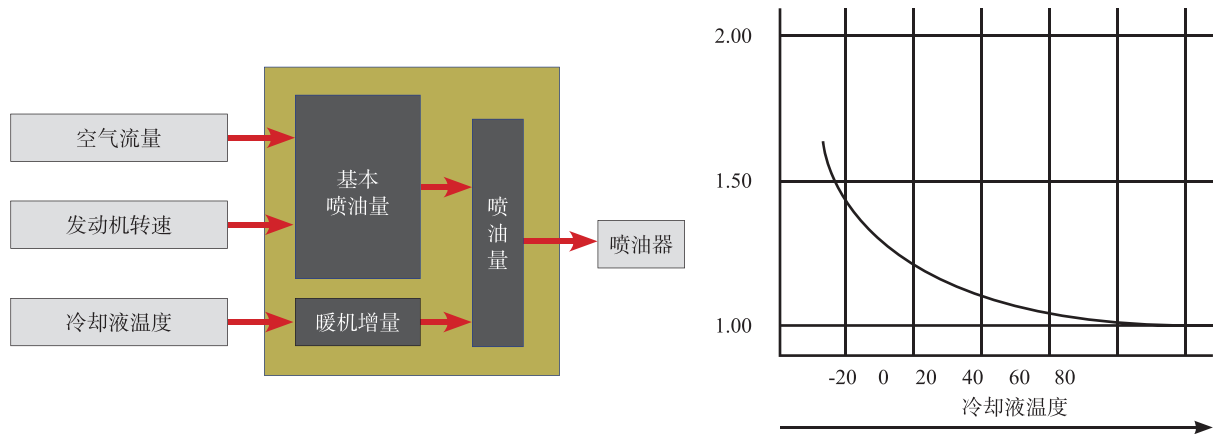 空气流量
发动机转速
冷却液温度
基本
喷油量
暖机增量
喷
油
量
喷油器
2.00
1.50
1.00
-20 0 20 40 60 80
冷却液温度